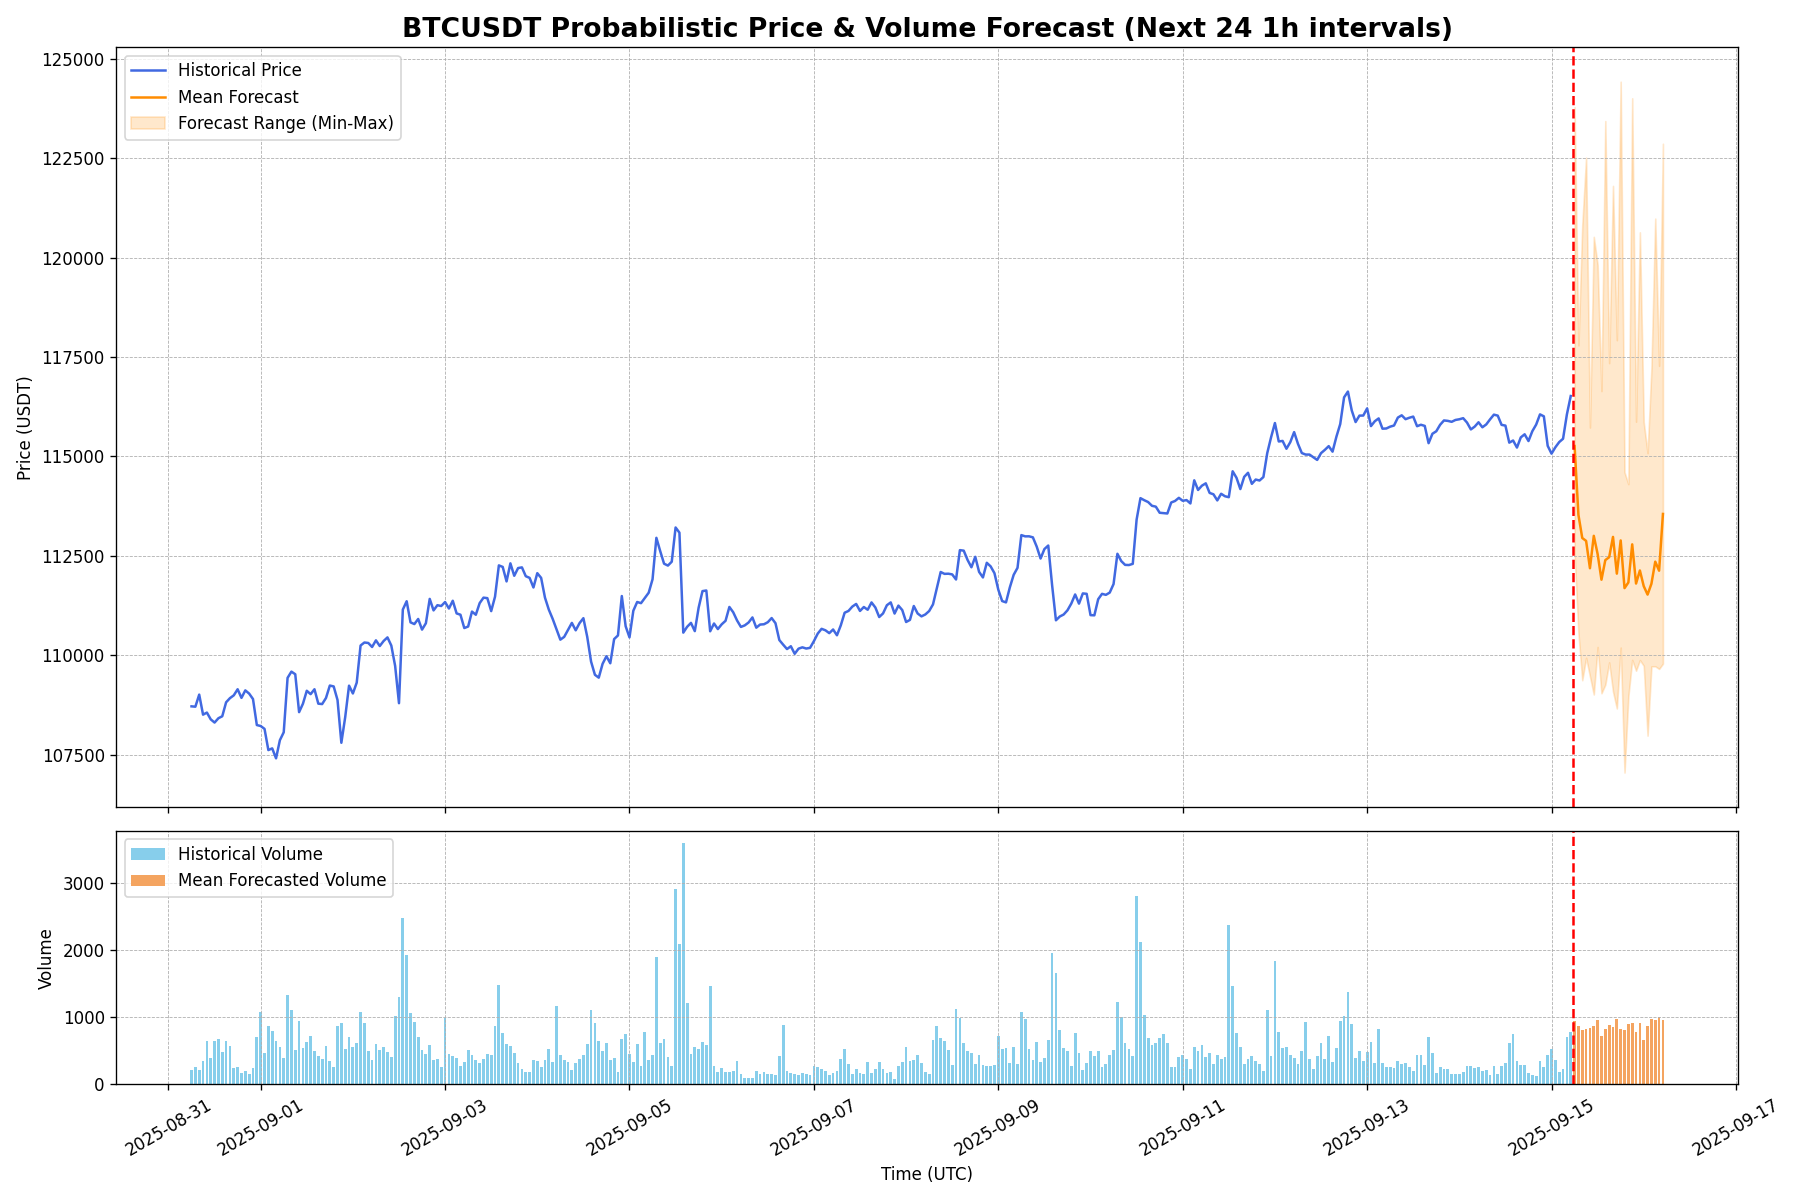 BTCUSDT Probabilistic Price & Volume Forecast (Next 24 1h intervals)
Historical Price
Mean Forecast
Forecast Range (Min-Max)
125000
122500
120000
117500
115000
112500
110000
107500
Price (USDT)
Historical Volume
Mean Forecasted Volume
3000
2000
1000
0
Volume
2025-08-31
2025-09-01
2025-09-03
2025-09-05
2025-09-07
2025-09-09
2025-09-11
2025-09-13
2025-09-15
2025-09-17
Time (UTC)